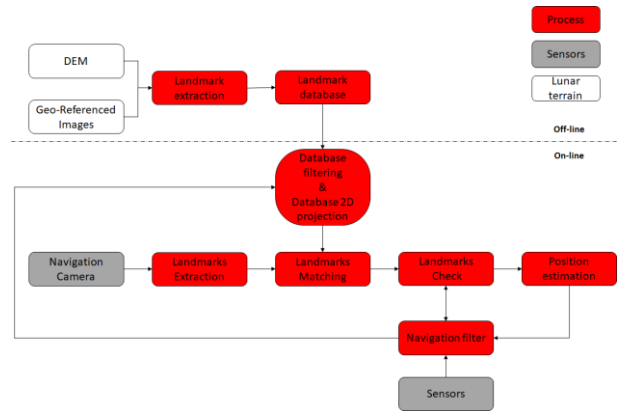 Process
Sensors
Lunar
terrain
DEM
Geo-Referenced
Images
Landmark
extraction
Landmark
database
Off-line
On-line
Database
filtering
&
Database 2D
projection
Navigation
Camera
Landmarks
Extraction
Landmarks
Matching
Landmarks
Check
Position
estimation
Navigation filter
Sensors